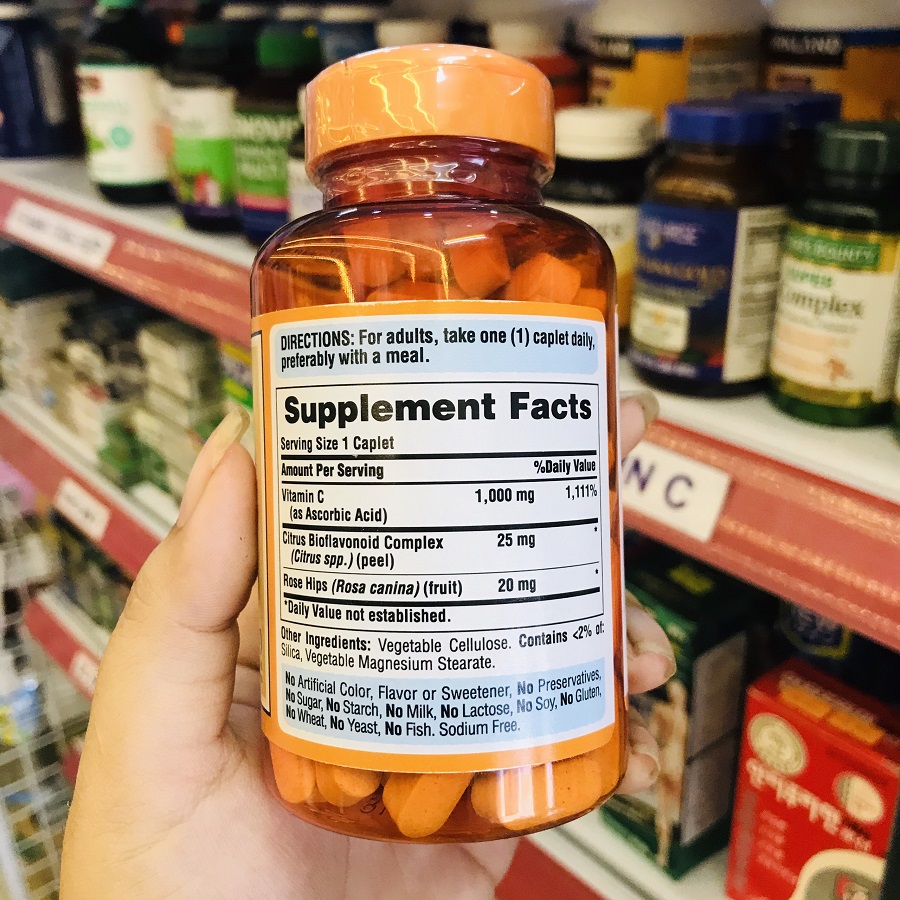 DIRECTIONS: For adults, take one (1) caplet daily,
preferably with a meal.
Supplement Facts
Serving Size 1 Caplet
Amount Per Serving %Daily Value
Vitamin C 1,000 mg 1,111%
(as Ascorbic Acid)
Citrus Bioflavonoid Complex 25 mg *
(Citrus spp.) (peel)
Rose Hips (Rosa canina) (fruit) 20 mg *
*Daily Value not established.
Other Ingredients: Vegetable Cellulose. Contains <2% of:
Silica, Vegetable Magnesium Stearate.
No Artificial Color, Flavor or Sweetener, No Preservatives,
No Sugar, No Starch, No Milk, No Lactose, No Soy, No Gluten,
No Wheat, No Yeast, No Fish. Sodium Free.
N C